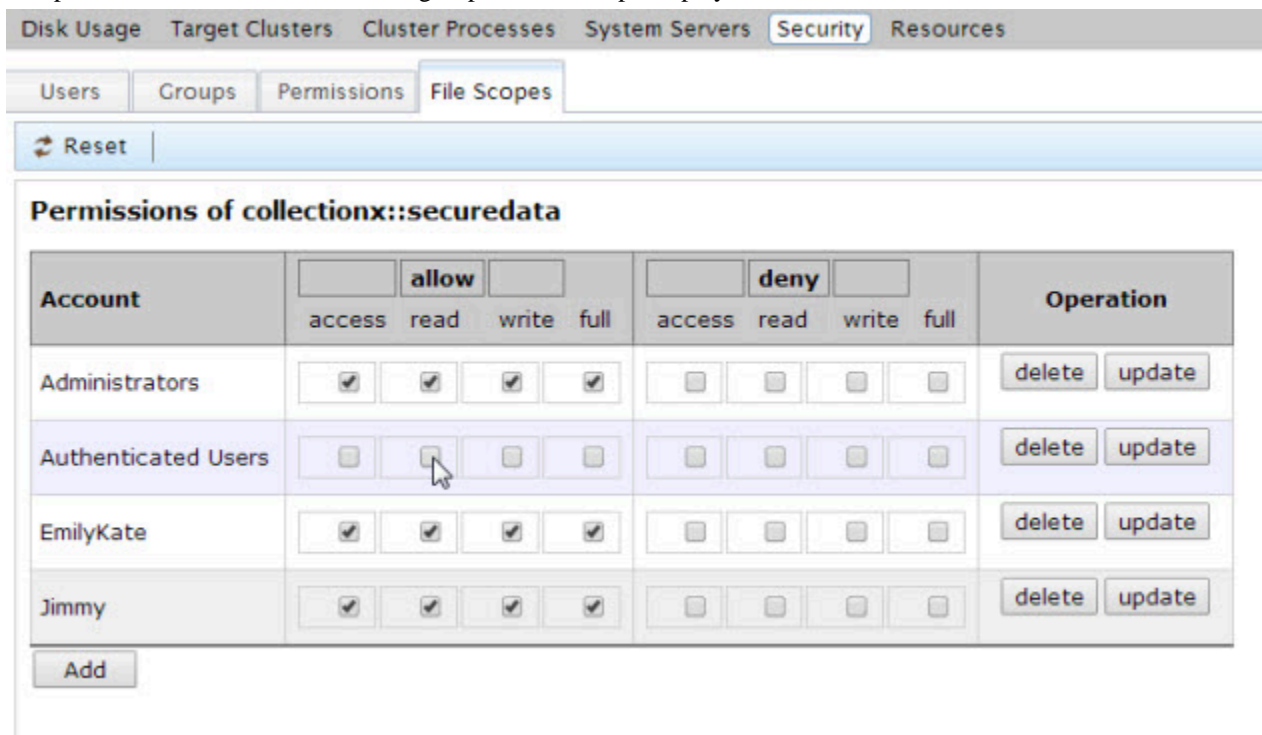 Disk Usage Target Clusters Cluster Processes System Servers Security Resources
Users Groups Permissions File Scopes
Reset
Permissions of collectionx::securedata
Account allow deny Operation
access read write full access read write full
Administrators delete update
Authenticated Users delete update
EmilyKate delete update
Jimmy delete update
Add